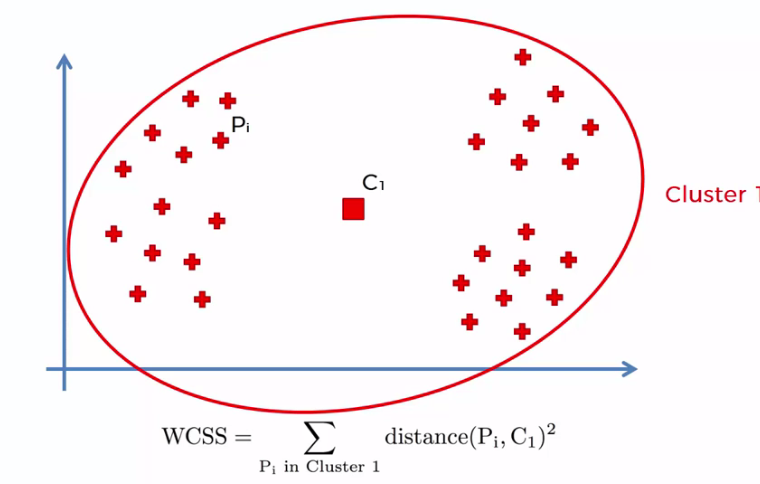 Pᵢ
C₁
Cluster 1
WCSS = ∑ distance(Pᵢ, C₁)²
Pᵢ in Cluster 1